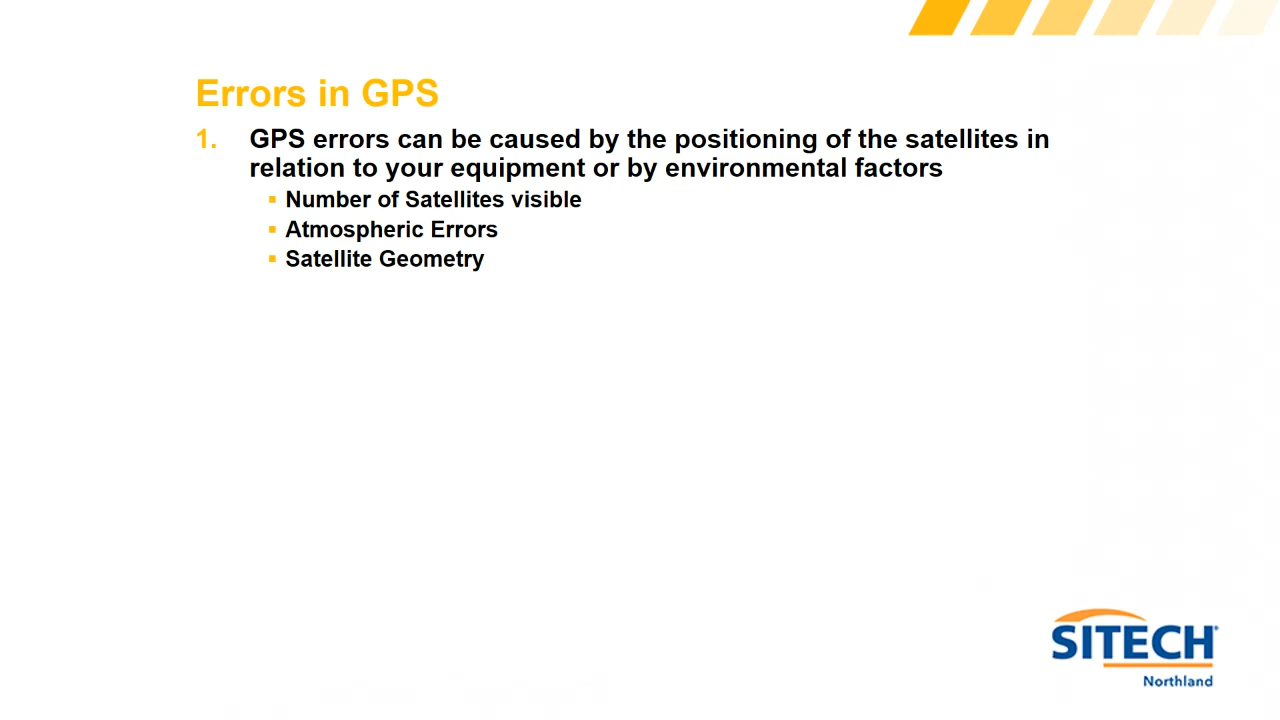 Errors in GPS
1. GPS errors can be caused by the positioning of the satellites in
relation to your equipment or by environmental factors
▪ Number of Satellites visible
▪ Atmospheric Errors
▪ Satellite Geometry
SITECH®
Northland